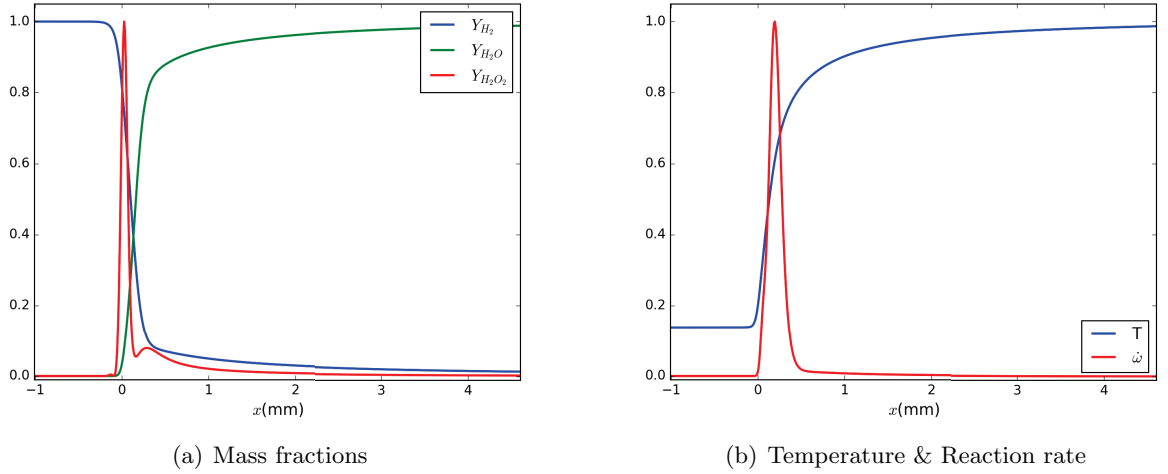 1.0
0.8
0.6
0.4
0.2
0.0
−1 0 1 2 3 4
x(mm)
Y_{H_2}
Y_{H_2O}
Y_{H_2O_2}
(a) Mass fractions
1.0
0.8
0.6
0.4
0.2
0.0
−1 0 1 2 3 4
x(mm)
T
ω̇
(b) Temperature & Reaction rate